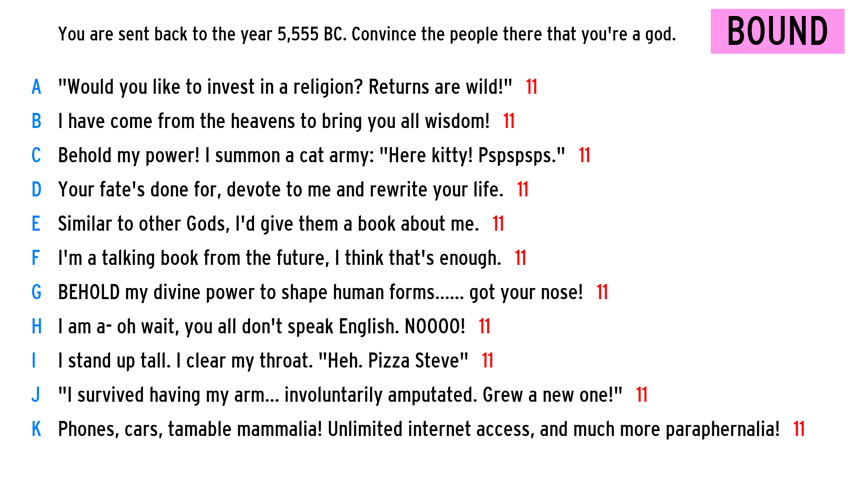 You are sent back to the year 5,555 BC. Convince the people there that you're a god.
BOUND
A "Would you like to invest in a religion? Returns are wild!" 11
B I have come from the heavens to bring you all wisdom! 11
C Behold my power! I summon a cat army: "Here kitty! Pspspsps." 11
D Your fate's done for, devote to me and rewrite your life. 11
E Similar to other Gods, I'd give them a book about me. 11
F I'm a talking book from the future, I think that's enough. 11
G BEHOLD my divine power to shape human forms...... got your nose! 11
H I am a- oh wait, you all don't speak English. NOOOO! 11
I I stand up tall. I clear my throat. "Heh. Pizza Steve" 11
J "I survived having my arm... involuntarily amputated. Grew a new one!" 11
K Phones, cars, tamable mammalia! Unlimited internet access, and much more paraphernalia! 11